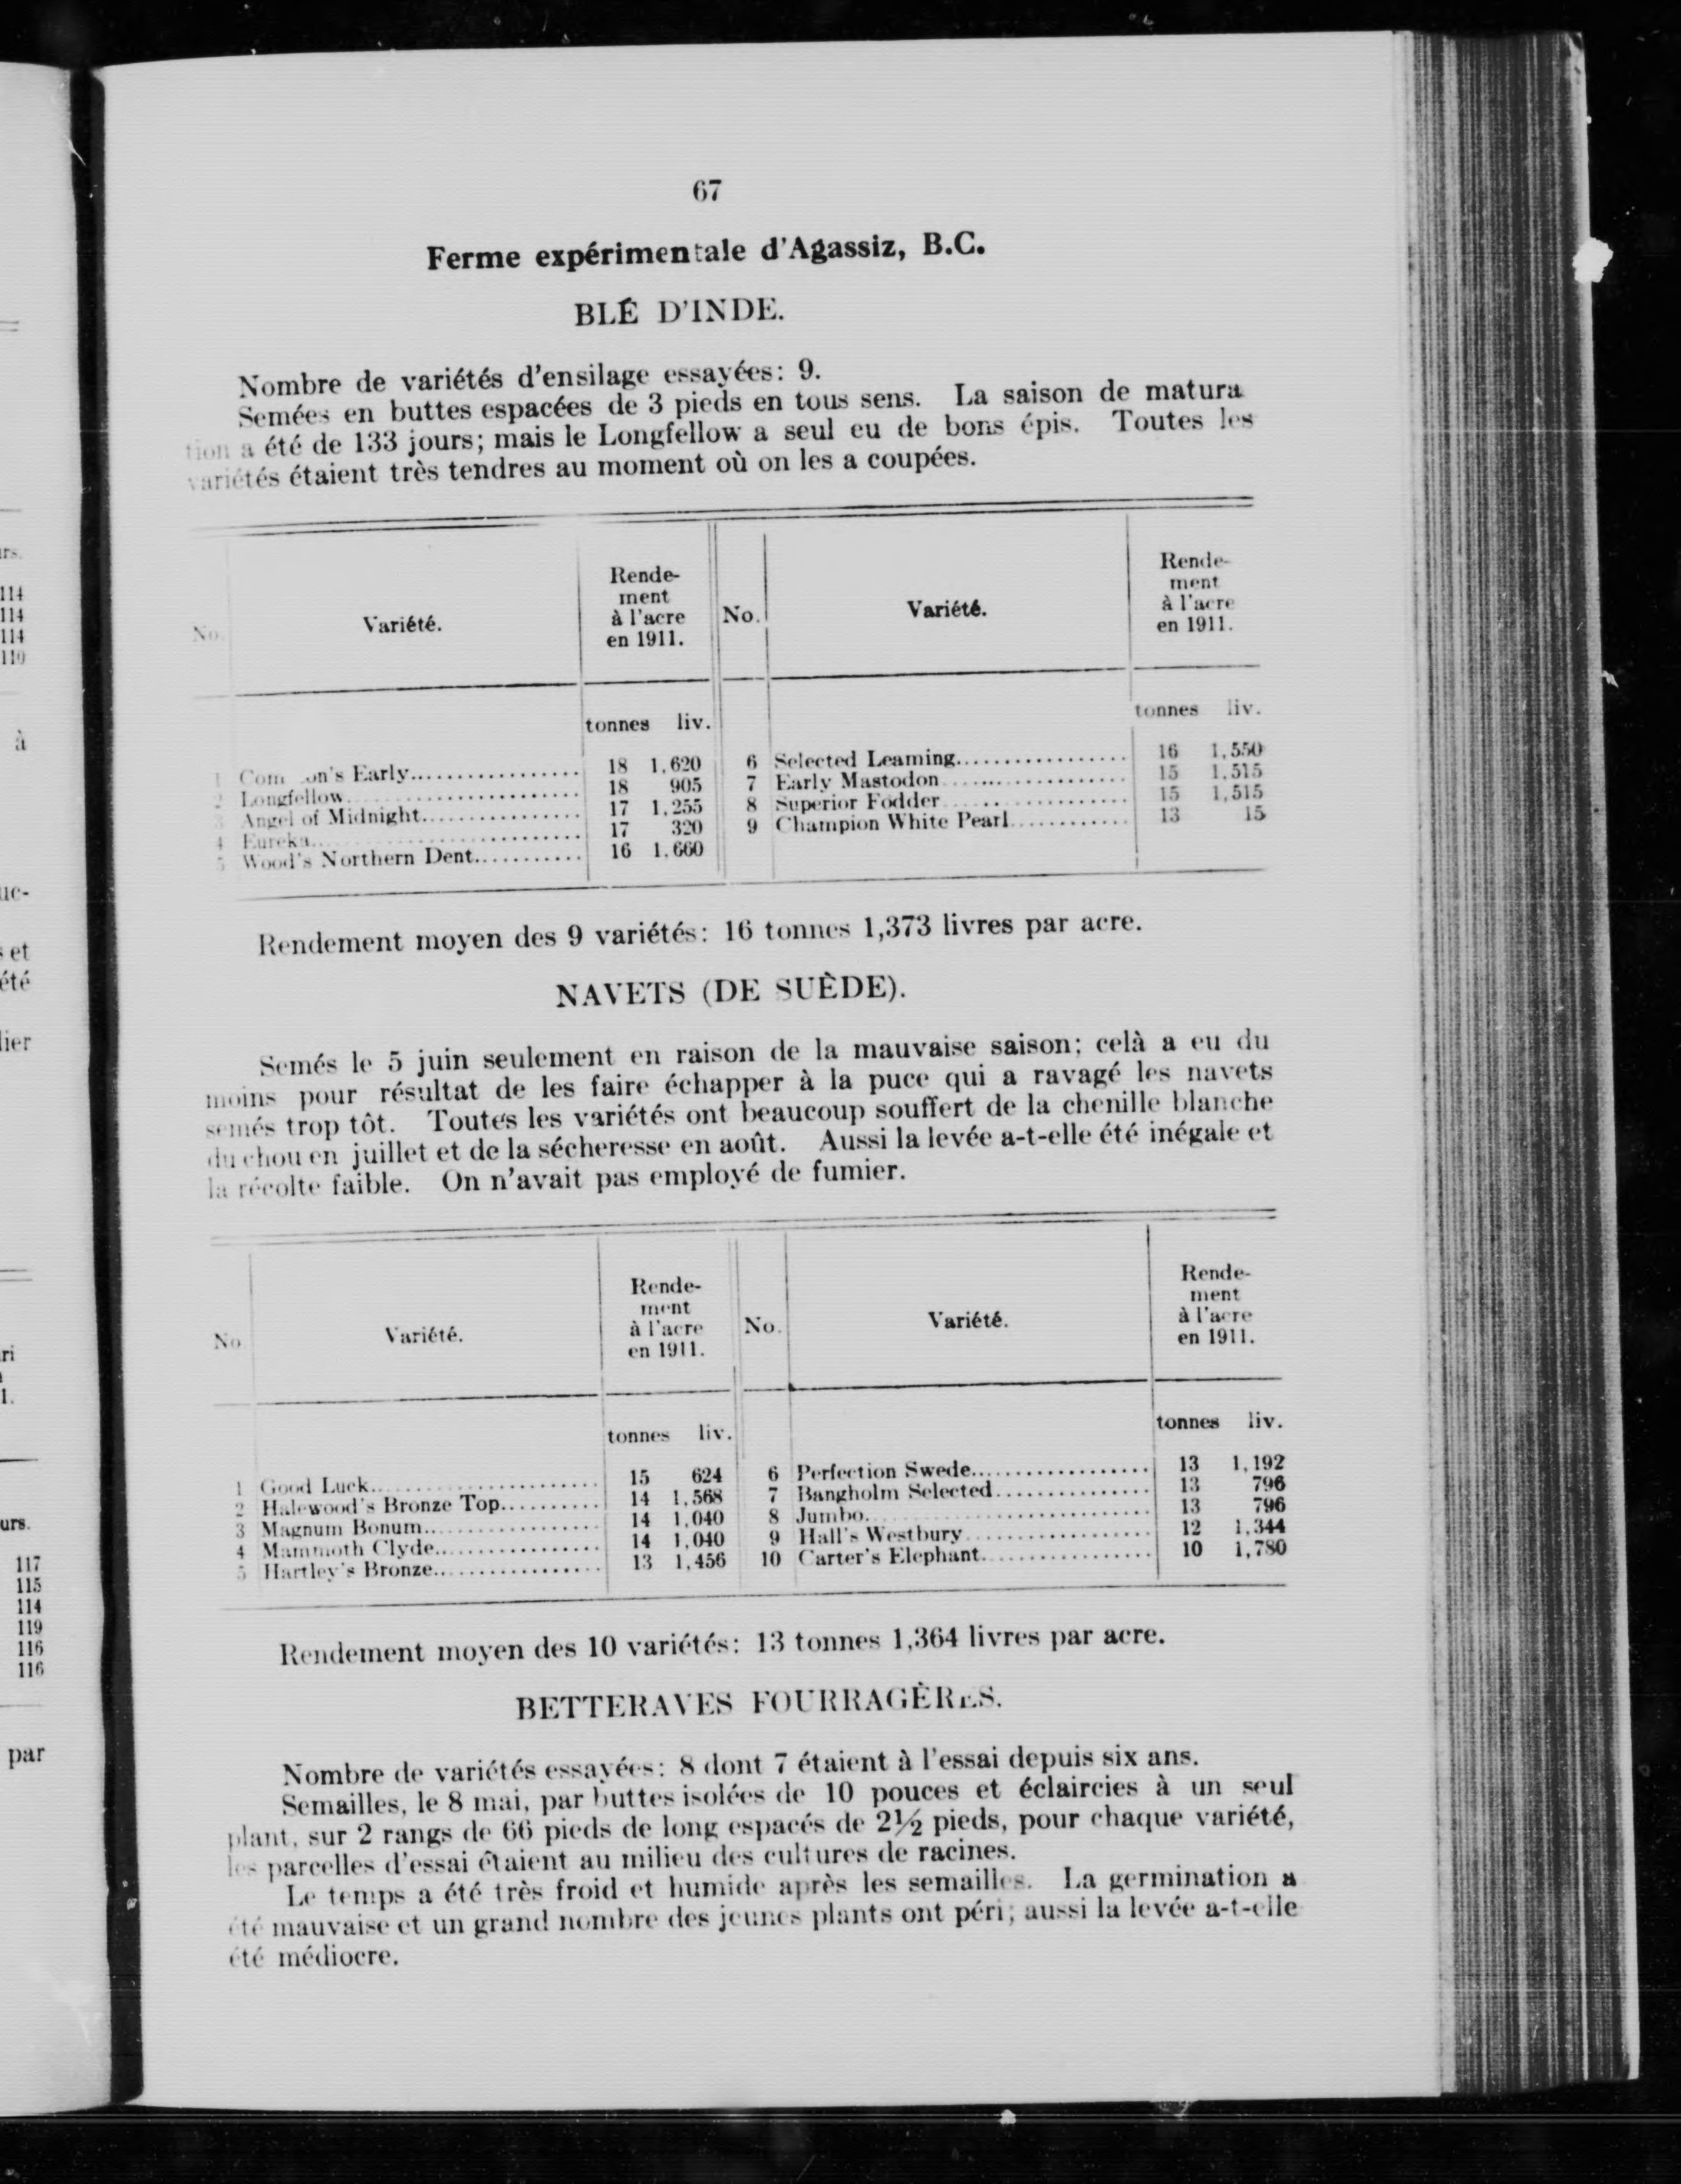 67
Ferme expérimentale d'Agassiz, B.C.
BLÉ D'INDE.
Nombre de variétés d'ensilage essayées: 9.
Semées en buttes espacées de 3 pieds en tous sens. La saison de matura
tion a été de 133 jours; mais le Longfellow a seul eu de bons épis. Toutes les
variétés étaient très tendres au moment où on les a coupées.
No. Variété. Rende- ment à l'acre en 1911. No. Variété. Rende- ment à l'acre en 1911.
tonnes liv. tonnes liv.
1 Early 18 1,620 6 Selected Leaming 16 1,550
2 Longfellow 18 905 7 Early Mastodon 15 1,515
3 Angel of Midnight 17 1,255 8 Superior Fodder 15 1,515
4 Eureka 17 320 9 Champion White Pearl 13 15
5 Wood's Northern Dent 16 1,660
Rendement moyen des 9 variétés: 16 tonnes 1,373 livres par acre.
NAVETS (DE SUÈDE).
Semés le 5 juin seulement en raison de la mauvaise saison; celà a eu du
moins pour résultat de les faire échapper à la puce qui a ravagé les navets
semés trop tôt. Toutes les variétés ont beaucoup souffert de la chenille blanche
du chou en juillet et de la sécheresse en août. Aussi la levée a-t-elle été inégale et
la récolte faible. On n'avait pas employé de fumier.
No Variété. Rende- ment à l'acre en 1911. No. Variété. Rende- ment à l'acre en 1911.
tonnes liv. tonnes liv.
1 Good Luck 15 624 6 Perfection Swede 13 1,192
2 Halewood's Bronze Top 14 1,568 7 Bangholm Selected 13 796
3 Magnum Bonum 14 1,040 8 Jumbo 13 796
4 Mammoth Clyde 14 1,040 9 Hall's Westbury 12 1,344
5 Hartley's Bronze 13 1,456 10 Carter's Elephant 10 1,780
Rendement moyen des 10 variétés: 13 tonnes 1,364 livres par acre.
BETTERAVES FOURRAGÈRES.
Nombre de variétés essayées: 8 dont 7 étaient à l'essai depuis six ans.
Semailles, le 8 mai, par buttes isolées de 10 pouces et éclaircies à un seul
plant, sur 2 rangs de 66 pieds de long espacés de 2½ pieds, pour chaque variété,
les parcelles d'essai étaient au milieu des cultures de racines.
Le temps a été très froid et humide après les semailles. La germination a
été mauvaise et un grand nombre des jeunes plants ont péri; aussi la levée a-t-elle
été médiocre.